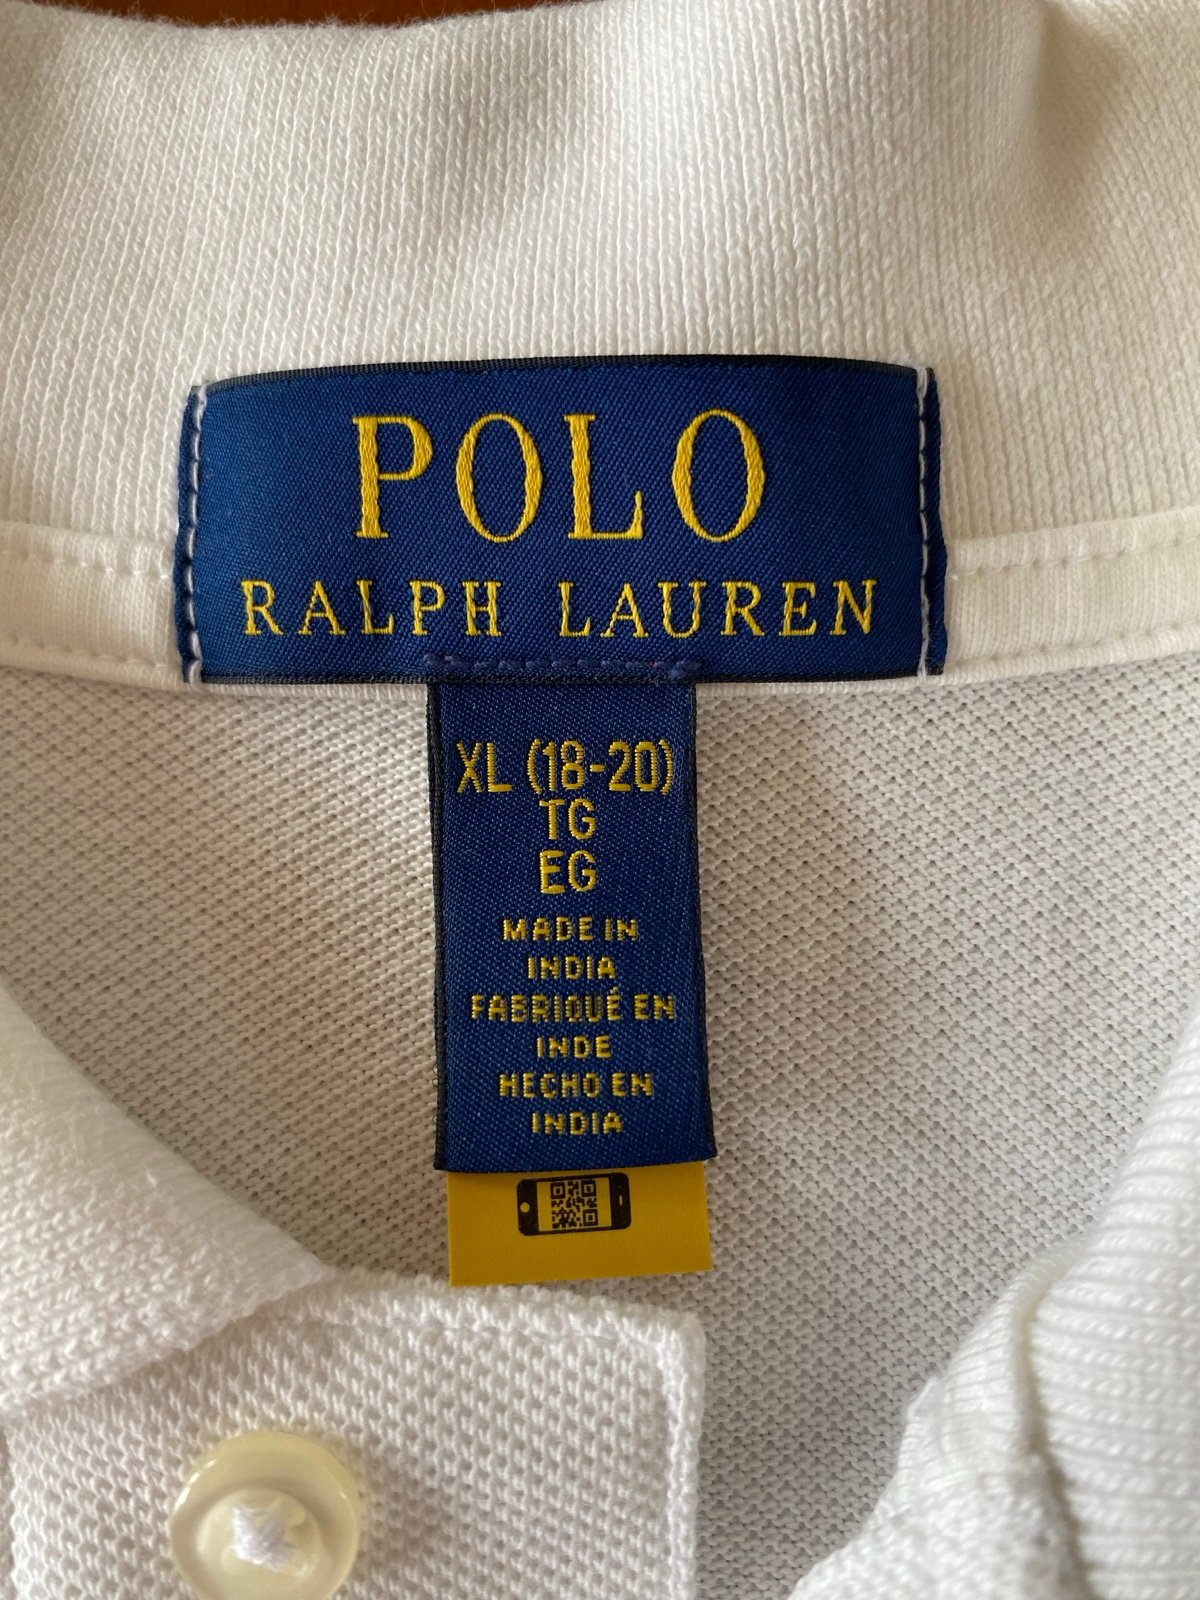 POLO
RALPH LAUREN
XL (18-20)
TG
EG
MADE IN
INDIA
FABRIQUÉ EN
INDE
HECHO EN
INDIA